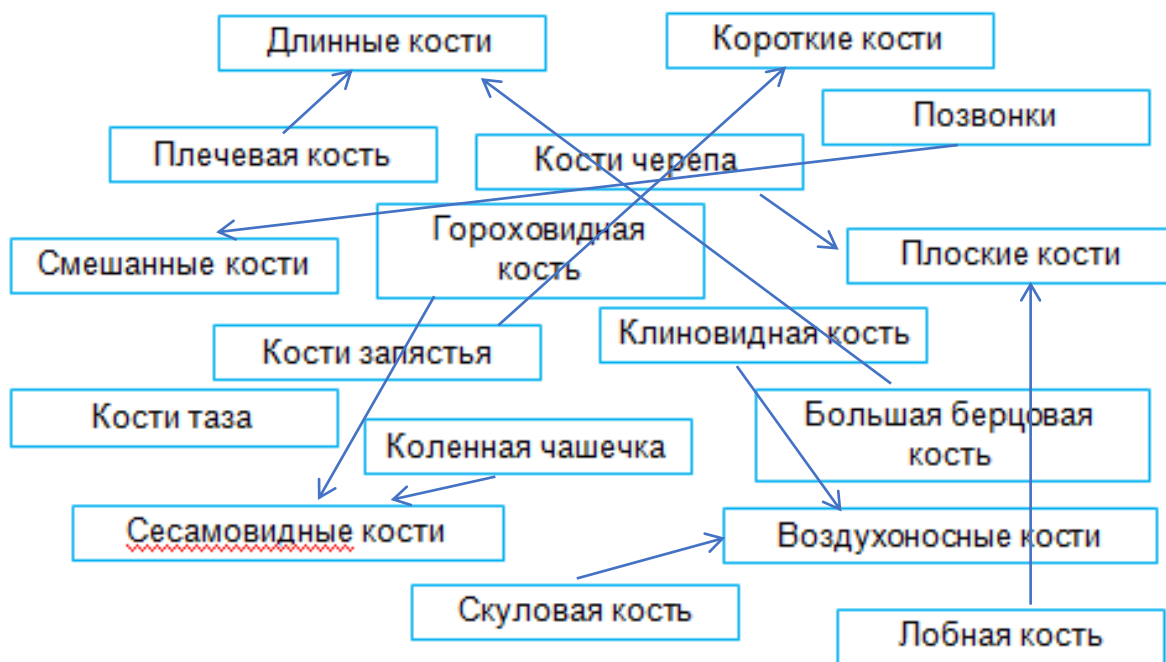 Длинные кости
Короткие кости
Позвонки
Плечевая кость
Кости черепа
Гороховидная
кость
Смешанные кости
Плоские кости
Кости запястья
Клиновидная кость
Кости таза
Большая берцовая
кость
Коленная чашечка
Сесамовидные кости
Воздухоносные кости
Скуловая кость
Лобная кость